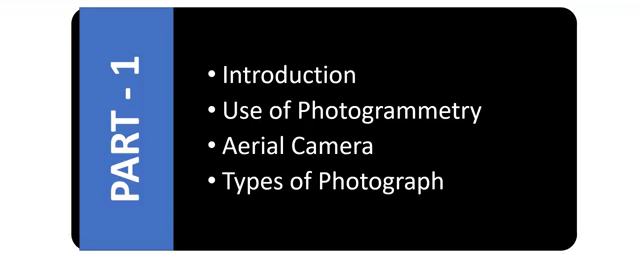 PART - 1
• Introduction
• Use of Photogrammetry
• Aerial Camera
• Types of Photograph